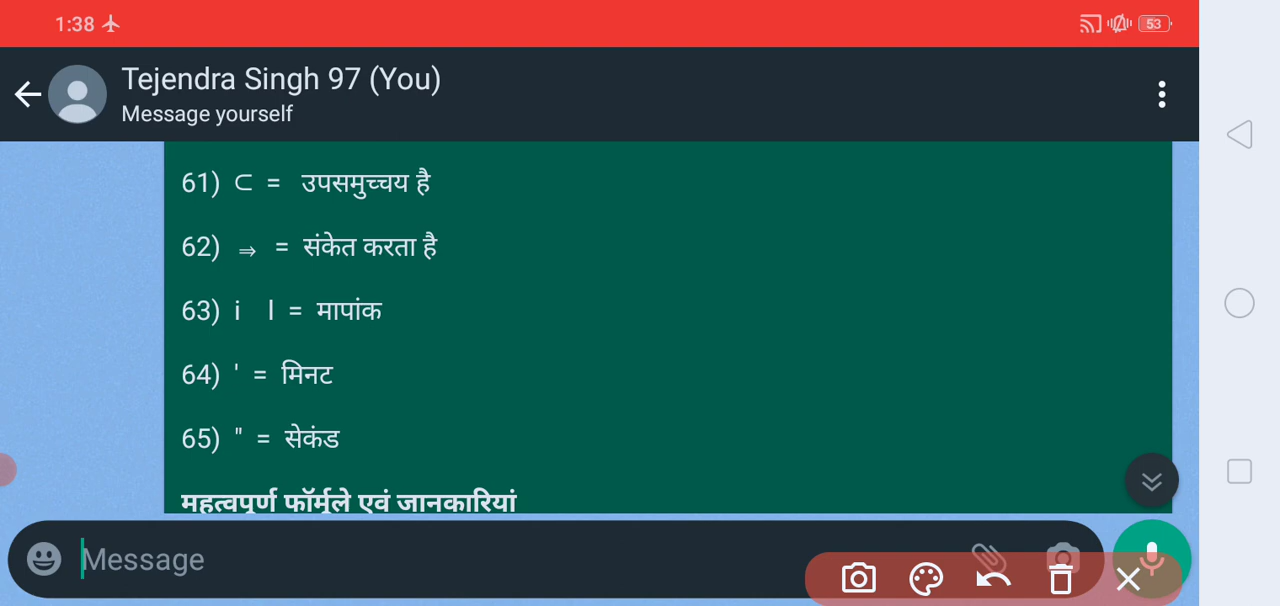 1:38
53
Tejendra Singh 97 (You)
Message yourself
61) ⊂ = उपसमुच्चय है
62) ⇒ = संकेत करता है
63) i l = मापांक
64) ' = मिनट
65) " = सेकंड
महत्वपूर्ण फॉर्मूले एवं जानकारियां
Message